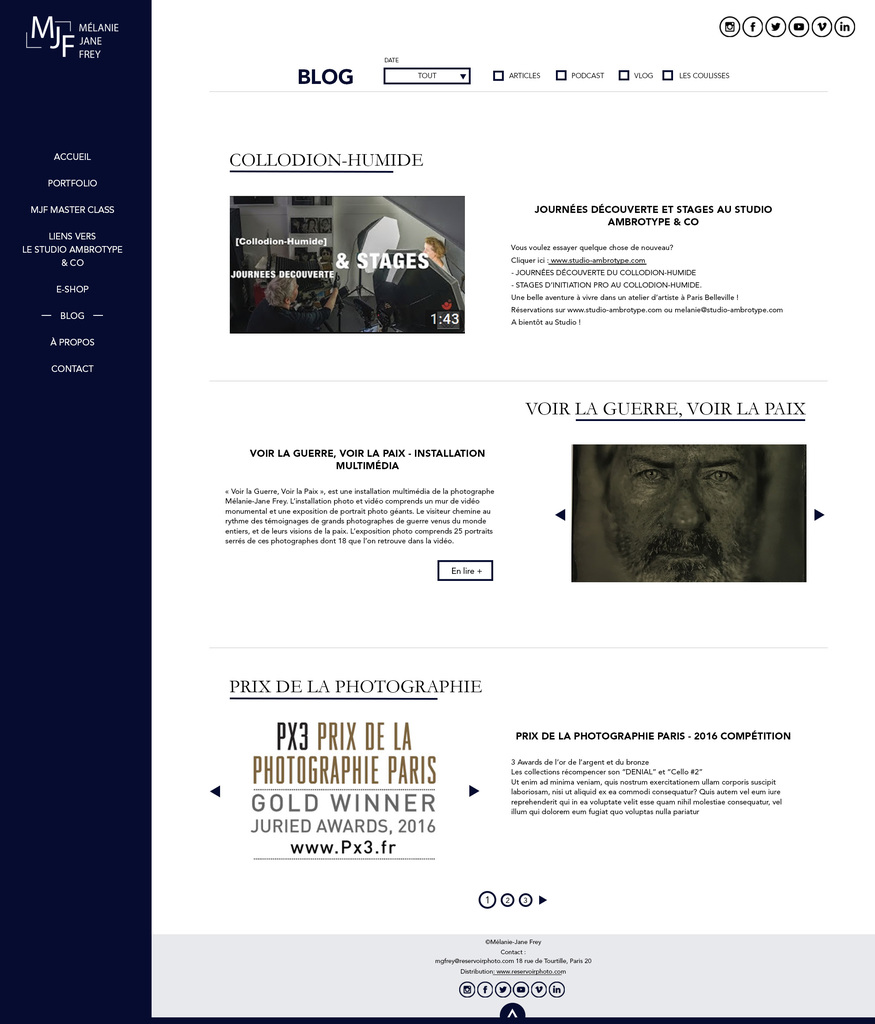 MJF
MÉLANIE
JANE
FREY
ACCUEIL
PORTFOLIO
MJF MASTER CLASS
LIENS VERS
LE STUDIO AMBROTYPE
& CO
E-SHOP
BLOG
À PROPOS
CONTACT
DATE
BLOG
TOUT
ARTICLES
PODCAST
VLOG
LES COULISSES
COLLODION-HUMIDE
[Collodion-Humide]
JOURNEES DECOUVERTE
& STAGES
1:43
JOURNÉES DÉCOUVERTE ET STAGES AU STUDIO
AMBROTYPE & CO
Vous voulez essayer quelque chose de nouveau?
Cliquer ici : www.studio-ambrotype.com
- JOURNÉES DÉCOUVERTE DU COLLODION-HUMIDE
- STAGES D'INITIATION PRO AU COLLODION-HUMIDE.
Une belle aventure à vivre dans un atelier d'artiste à Paris Belleville !
Réservations sur www.studio-ambrotype.com ou melanie@studio-ambrotype.com
A bientôt au Studio !
VOIR LA GUERRE, VOIR LA PAIX
VOIR LA GUERRE, VOIR LA PAIX - INSTALLATION
MULTIMÉDIA
« Voir la Guerre, Voir la Paix », est une installation multimédia de la photographe
Mélanie-Jane Frey. L'installation photo et vidéo comprends un mur de vidéo
monumental et une exposition de portrait photo géants. Le visiteur chemine au
rythme des témoignages de grands photographes de guerre venus du monde
entiers, et de leurs visions de la paix. L'exposition photo comprends 25 portraits
serrés de ces photographes dont 18 que l'on retrouve dans la vidéo.
En lire +
PRIX DE LA PHOTOGRAPHIE
PX3 PRIX DE LA
PHOTOGRAPHIE PARIS
GOLD WINNER
JURIED AWARDS, 2016
www.Px3.fr
PRIX DE LA PHOTOGRAPHIE PARIS - 2016 COMPÉTITION
3 Awards de l'or de l'argent et du bronze
Les collections récompencer son "DENIAL" et "Cello #2"
Ut enim ad minima veniam, quis nostrum exercitationem ullam corporis suscipit
laboriosam, nisi ut aliquid ex ea commodi consequatur? Quis autem vel eum iure
reprehenderit qui in ea voluptate velit esse quam nihil molestiae consequatur, vel
illum qui dolorem eum fugiat quo voluptas nulla pariatur
1 2 3
©Mélanie-Jane Frey
Contact :
mgfrey@reservoirphoto.com 18 rue de Tourtille, Paris 20
Distribution: www.reservoirphoto.com